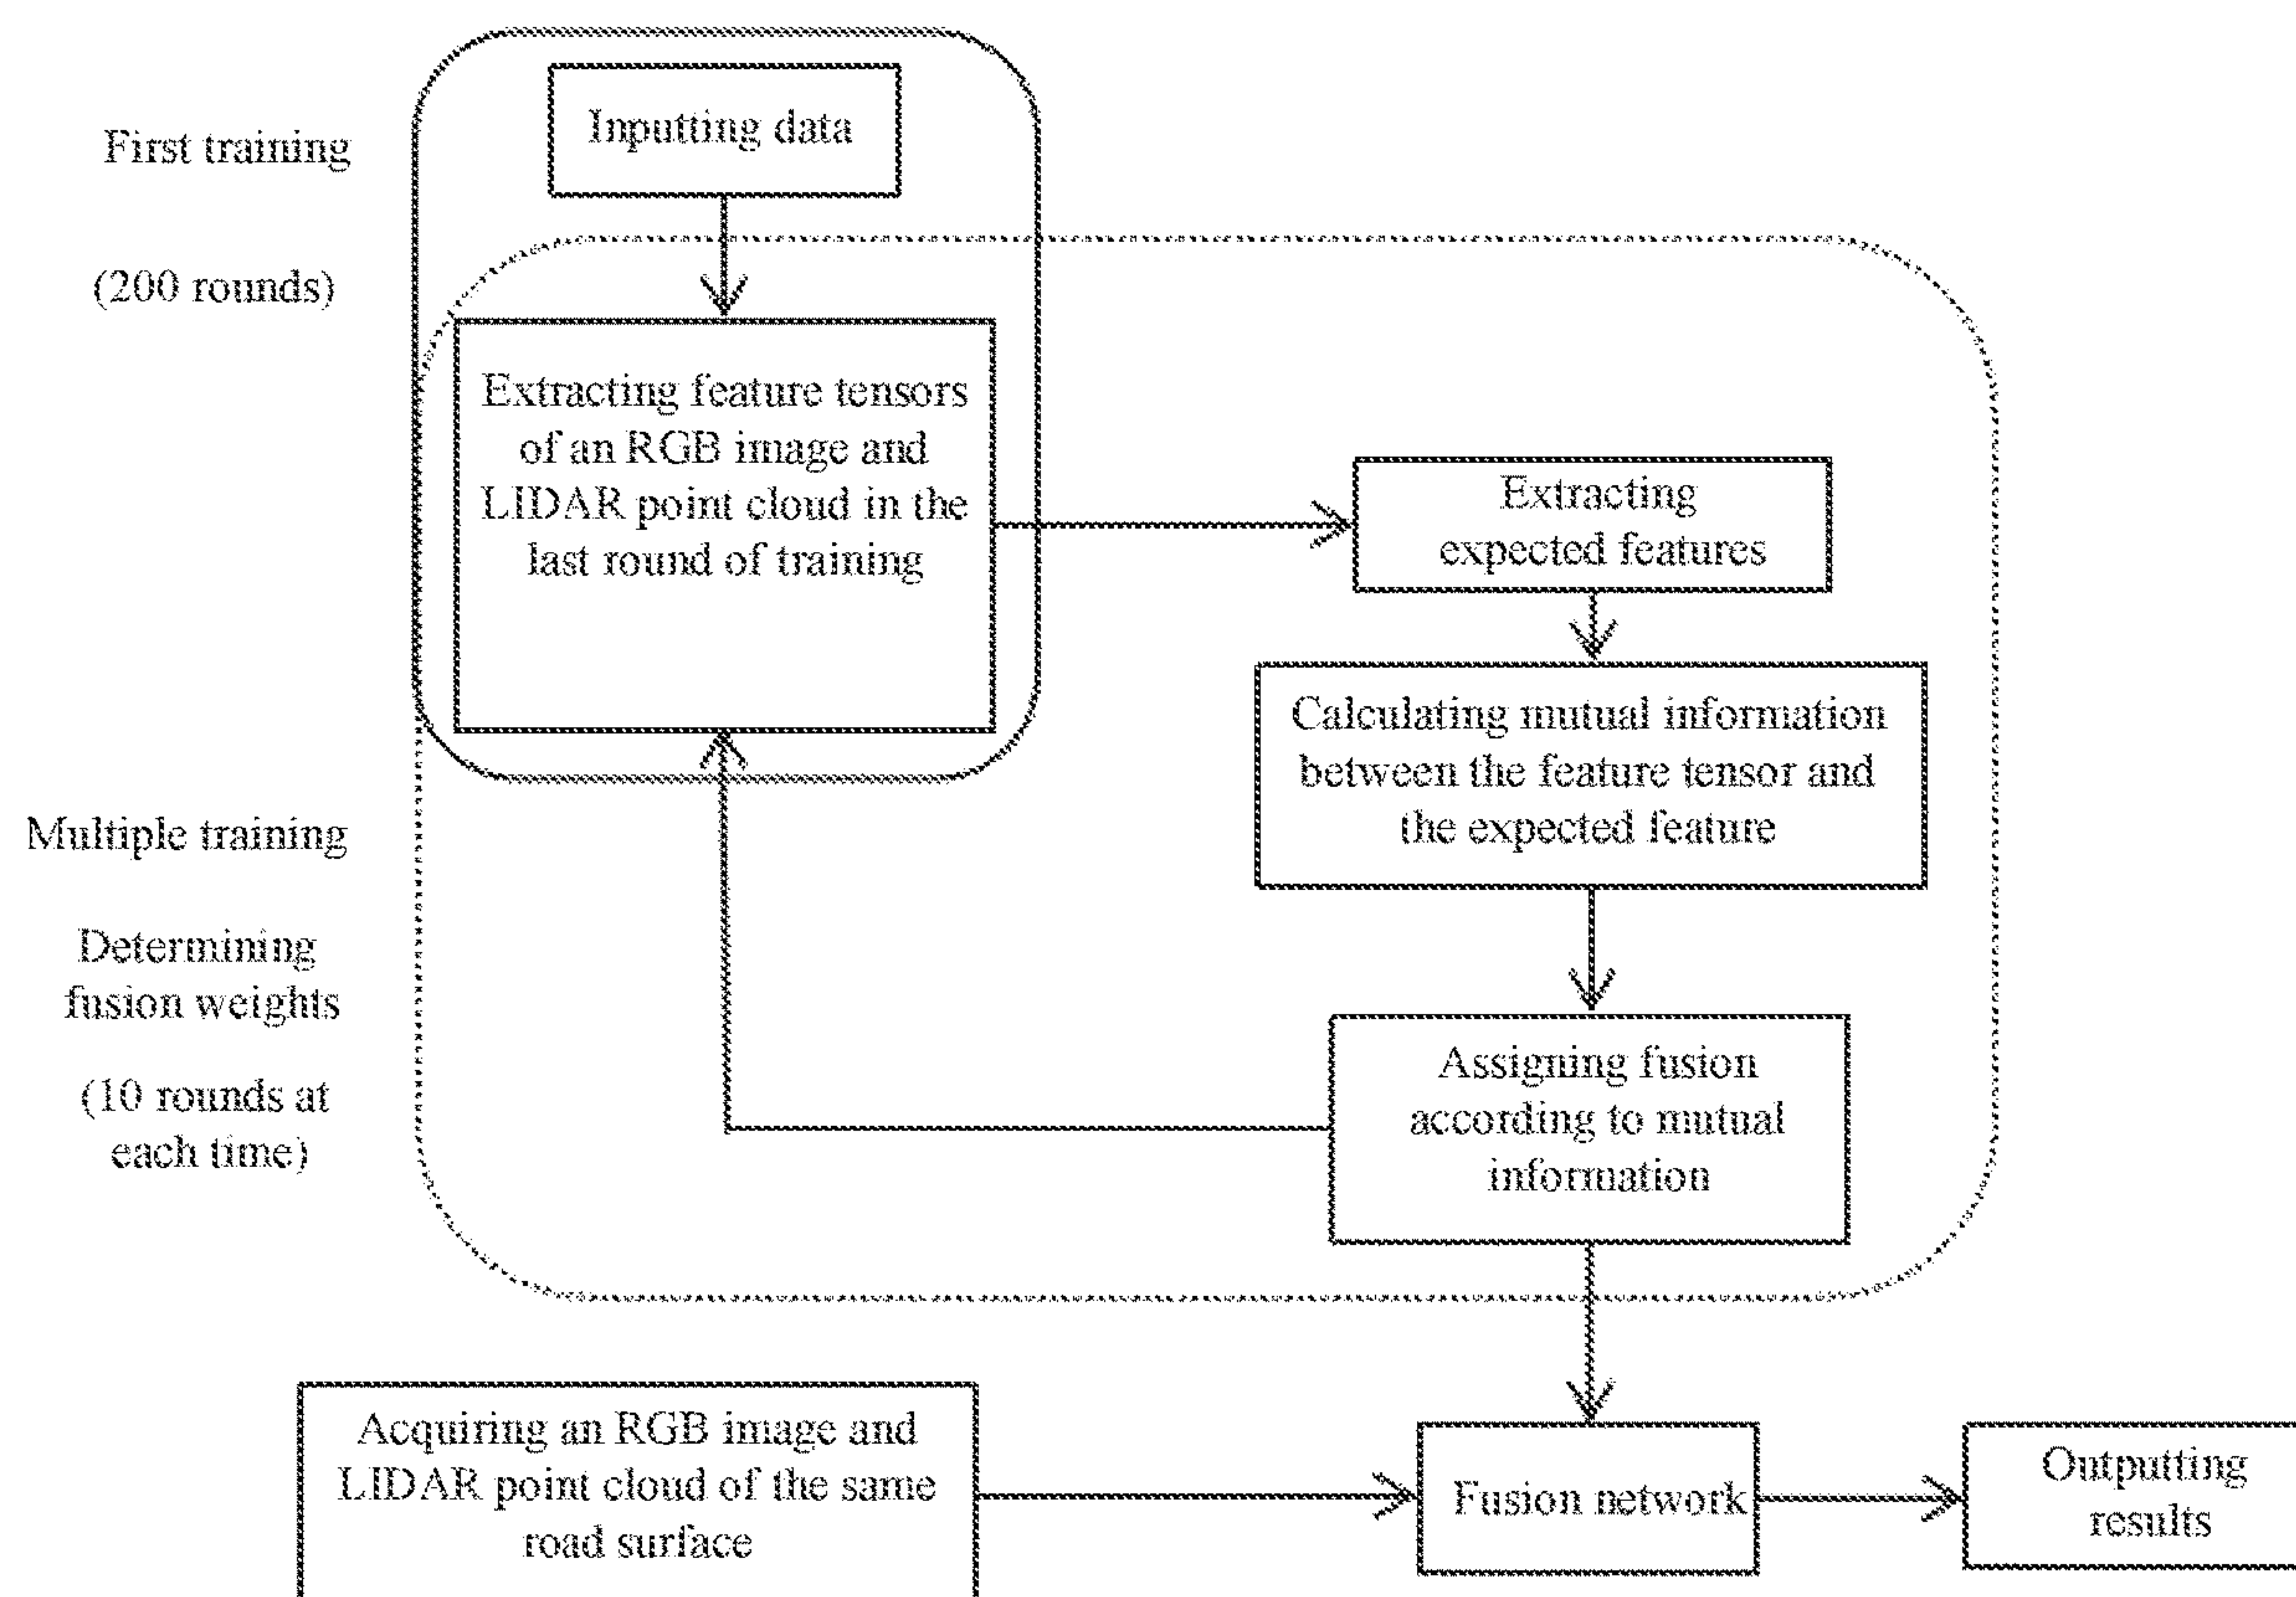 First training
(200 rounds)
Inputting data
Extracting feature tensors
of an RGB image and
LIDAR point cloud in the
last round of training
Extracting
expected features
Calculating mutual information
between the feature tensor and
the expected feature
Multiple training
Determining
fusion weights
(10 rounds at
each time)
Assigning fusion
according to mutual
information
Acquiring an RGB image and
LIDAR point cloud of the same
road surface
Fusion network
Outputting
results